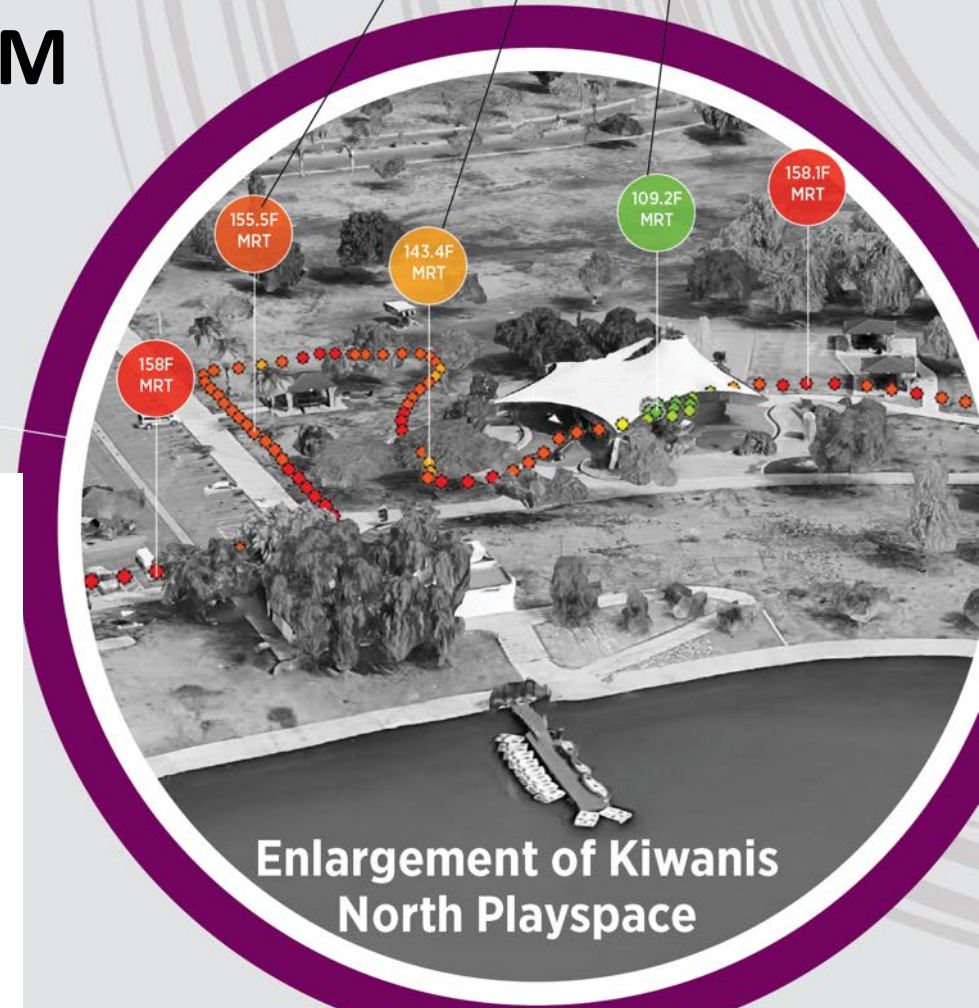 M
158.1F
MRT
109.2F
MRT
155.5F
MRT
143.4F
MRT
158F
MRT
Enlargement of Kiwanis
North Playspace